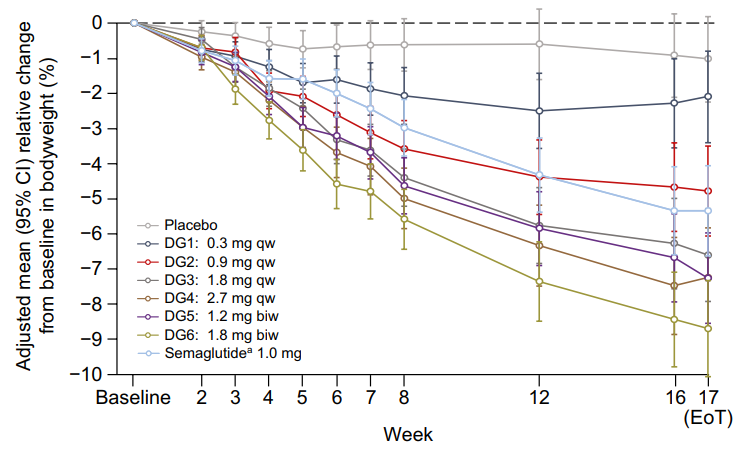 Adjusted mean (95% CI) relative change
from baseline in bodyweight (%)
0
−1
−2
−3
−4
−5
−6
−7
−8
−9
−10
Placebo
DG1: 0.3 mg qw
DG2: 0.9 mg qw
DG3: 1.8 mg qw
DG4: 2.7 mg qw
DG5: 1.2 mg biw
DG6: 1.8 mg biw
Semaglutideᵃ 1.0 mg
Baseline 2 3 4 5 6 7 8 12 16 17
(EoT)
Week